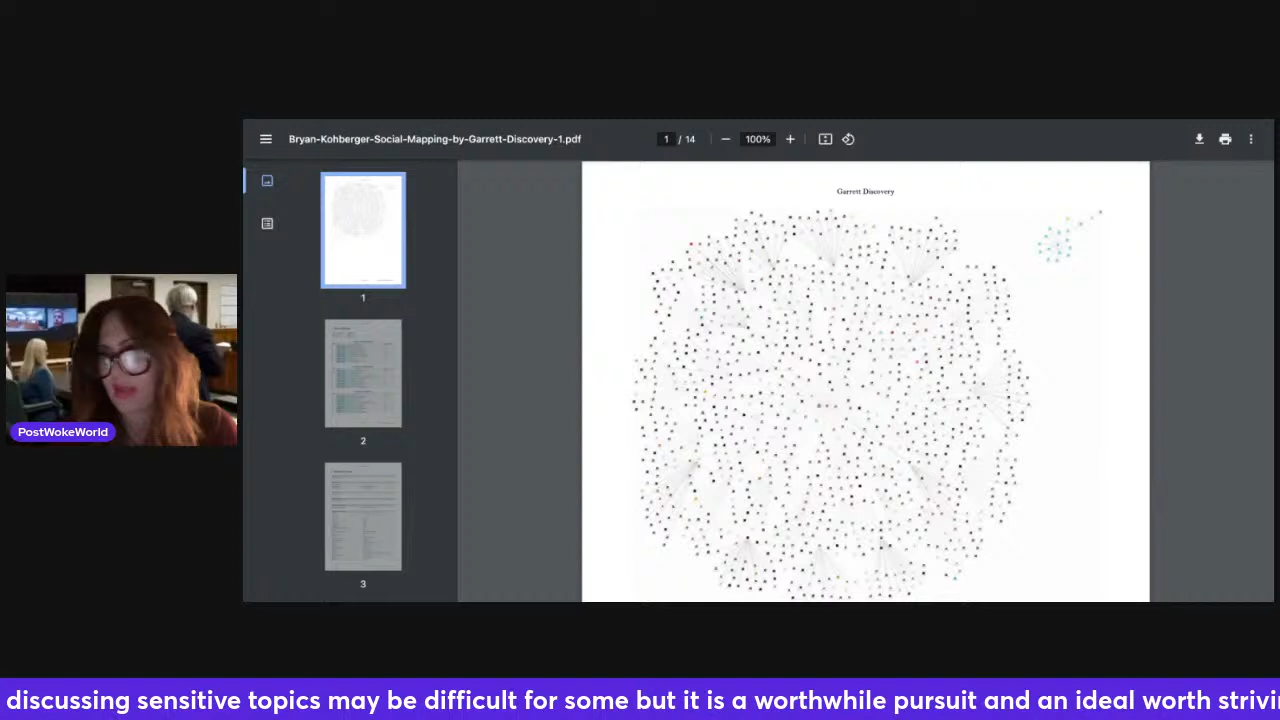 Bryan-Kohberger-Social-Mapping-by-Garrett-Discovery-1.pdf
1 / 14
100%
Garrett Discovery
1
2
3
PostWokeWorld
discussing sensitive topics may be difficult for some but it is a worthwhile pursuit and an ideal worth strivi